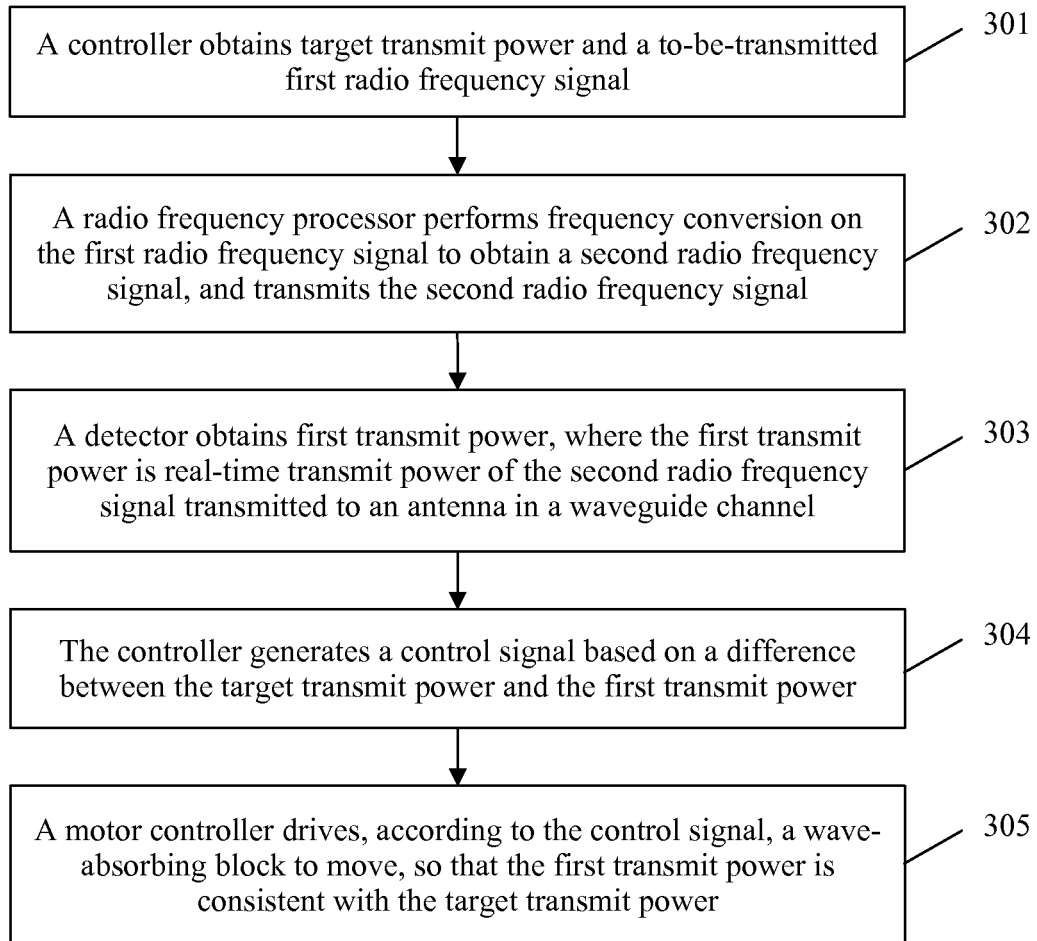 A controller obtains target transmit power and a to-be-transmitted
first radio frequency signal
301
A radio frequency processor performs frequency conversion on
the first radio frequency signal to obtain a second radio frequency
signal, and transmits the second radio frequency signal
302
A detector obtains first transmit power, where the first transmit
power is real-time transmit power of the second radio frequency
signal transmitted to an antenna in a waveguide channel
303
The controller generates a control signal based on a difference
between the target transmit power and the first transmit power
304
A motor controller drives, according to the control signal, a wave-
absorbing block to move, so that the first transmit power is
consistent with the target transmit power
305